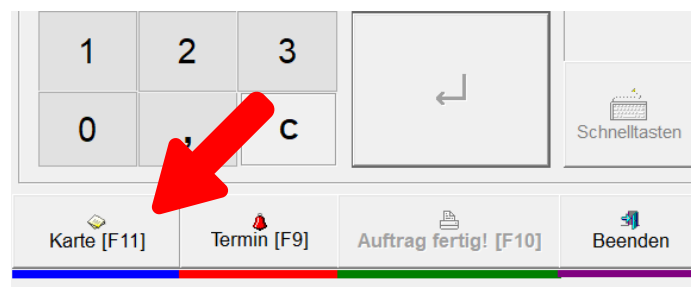 1 2 3
0 , C
Schnelltasten
Karte [F11] Termin [F9] Auftrag fertig! [F10] Beenden